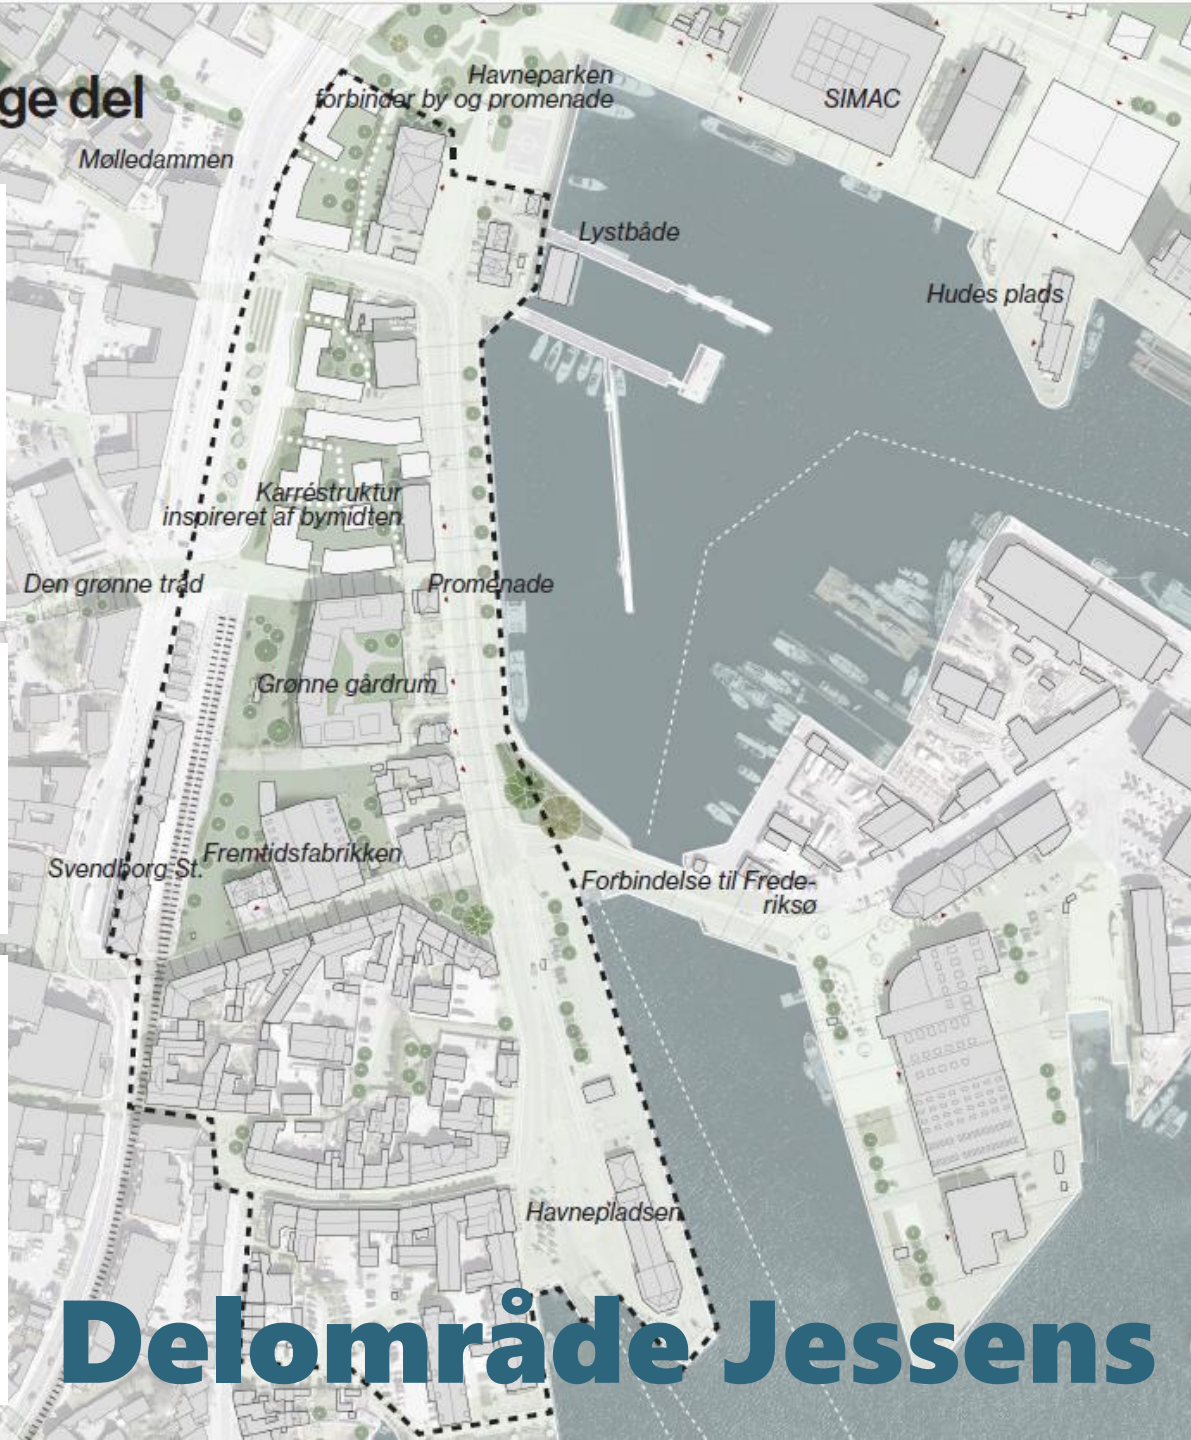 Havneparken
forbinder by og promenade
SIMAC
ge del
Mølledammen
Lystbåde
Hudes plads
Karréstruktur
inspireret af bymidten
Den grønne tråd
Promenade
Grønne gårdrum
Svendborg St.
Fremtidsfabrikken
Forbindelse til Frede-
riksø
Havnepladsen
Delområde Jessens